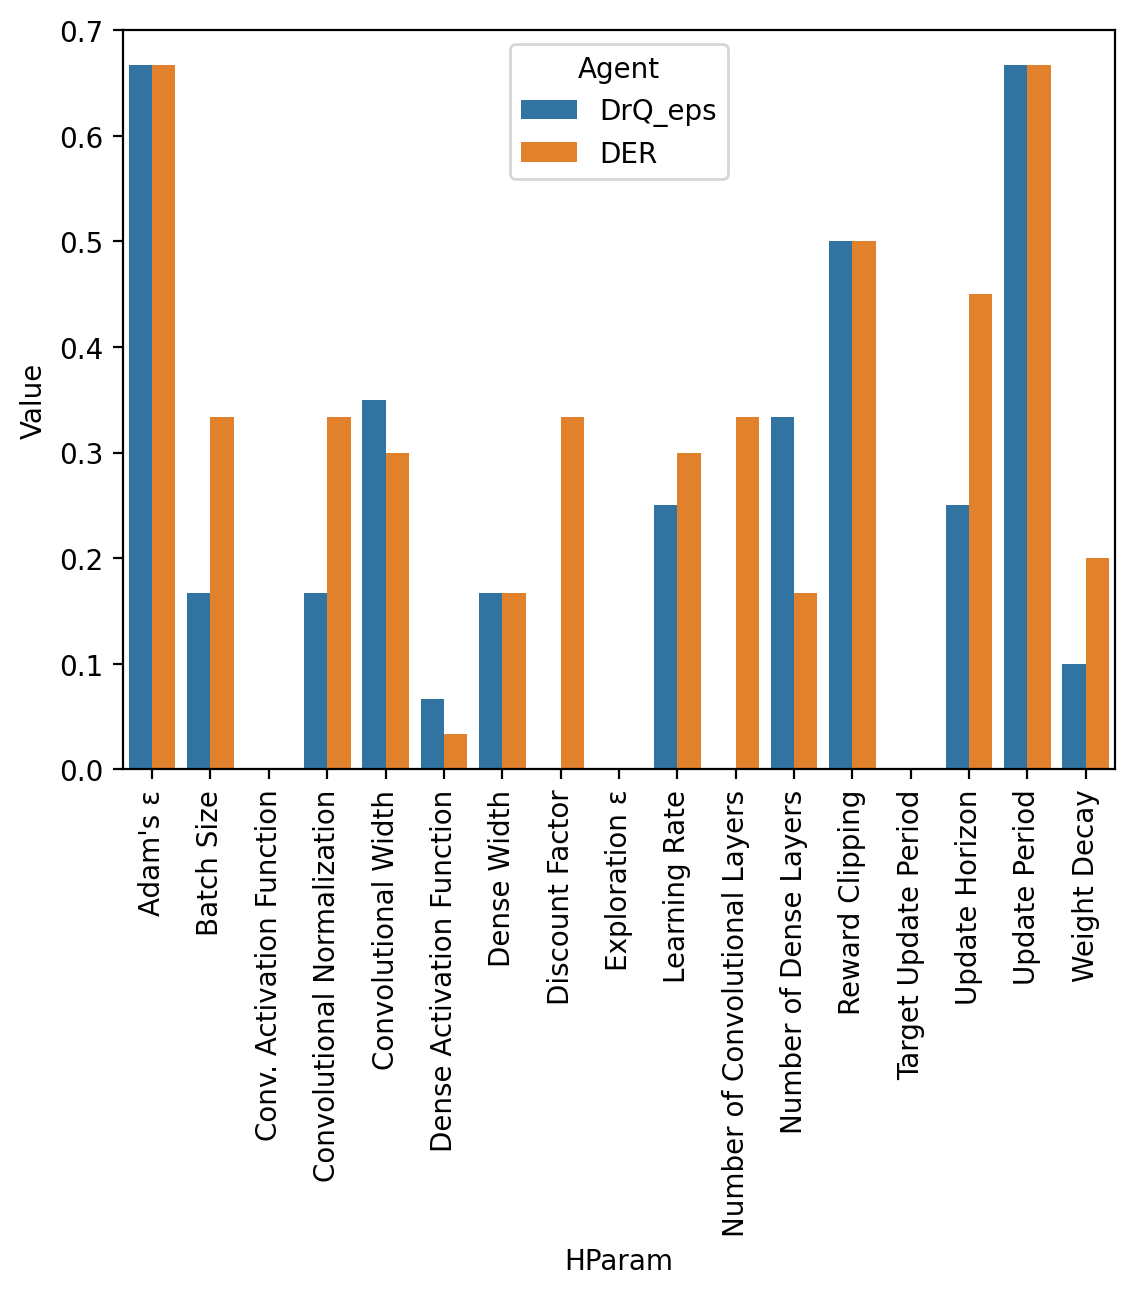 0.7
0.6
0.5
0.4
0.3
0.2
0.1
0.0
Value
Agent
DrQ_eps
DER
Adam's ε
Batch Size
Conv. Activation Function
Convolutional Normalization
Convolutional Width
Dense Activation Function
Dense Width
Discount Factor
Exploration ε
Learning Rate
Number of Convolutional Layers
Number of Dense Layers
Reward Clipping
Target Update Period
Update Horizon
Update Period
Weight Decay
HParam